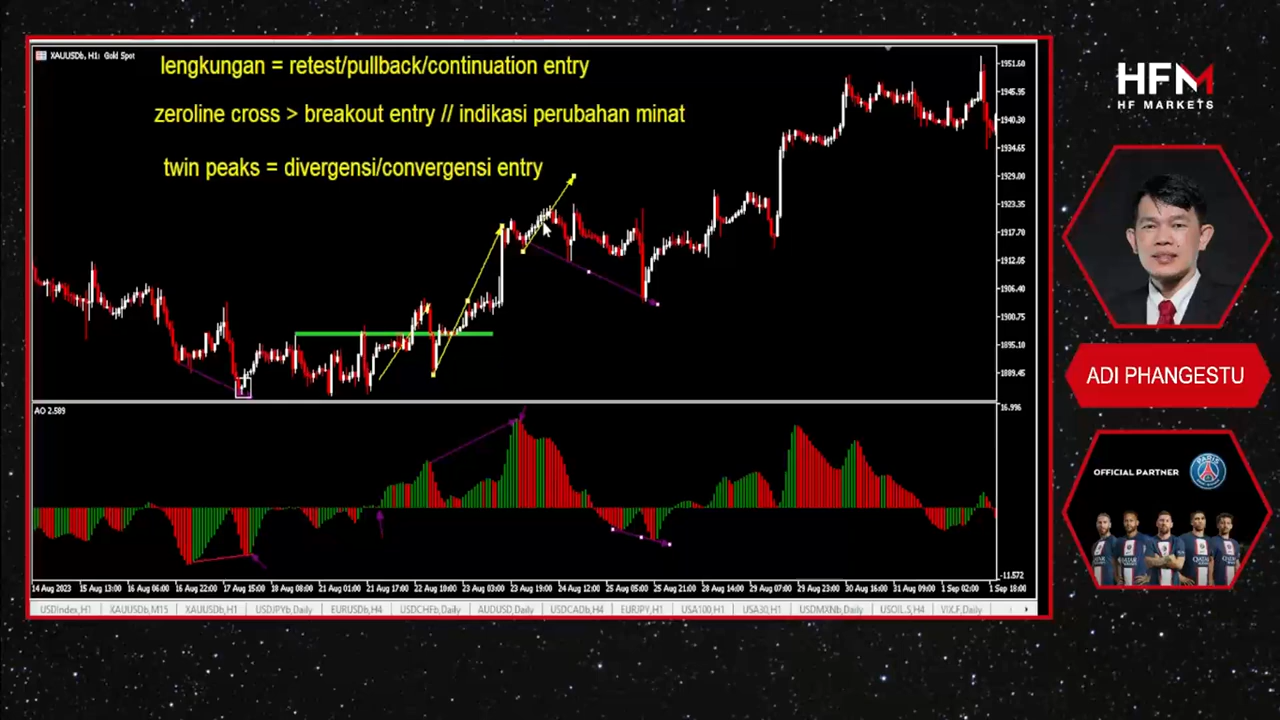 XAUUSDb, H1: Gold Spot
lengkungan = retest/pullback/continuation entry
zeroline cross > breakout entry // indikasi perubahan minat
twin peaks = divergensi/convergensi entry
1951.60
1945.95
1940.30
1934.65
1929.00
1923.35
1917.70
1912.05
1906.40
1900.75
1895.10
1889.45
AO 2.589
16.996
-11.572
14 Aug 2023 15 Aug 13:00 16 Aug 06:00 16 Aug 22:00 17 Aug 15:00 18 Aug 08:00 21 Aug 01:00 21 Aug 17:00 22 Aug 10:00 23 Aug 03:00 23 Aug 19:00 24 Aug 12:00 25 Aug 05:00 25 Aug 21:00 28 Aug 14:00 29 Aug 07:00 29 Aug 23:00 30 Aug 16:00 31 Aug 09:00 1 Sep 02:00 1 Sep 18:00
USDIndex,H1 XAUUSDb,M15 XAUUSDb,H1 USDJPYb,Daily EURUSDb,H4 USDCHFb,Daily AUDUSD,Daily USDCADb,H4 EURJPY,H1 USA100,H1 USA30,H1 USDMXNb,Daily USOIL.S,H4 VIX.F,Daily
HFM
HF MARKETS
ADI PHANGESTU
OFFICIAL PARTNER
PARIS